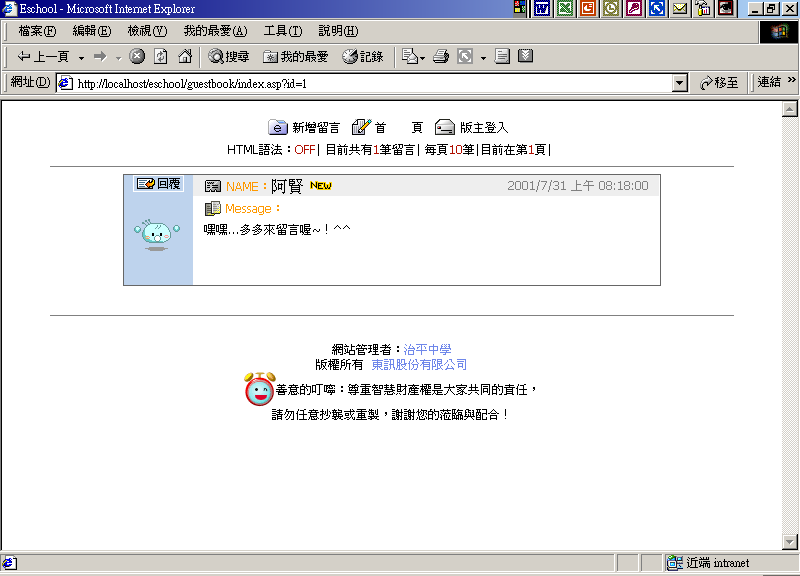 Eschool - Microsoft Internet Explorer
檔案(F) 編輯(E) 檢視(V) 我的最愛(A) 工具(T) 說明(H)
上一頁 搜尋 我的最愛 記錄
網址(D) http://localhost/eschool/guestbook/index.asp?id=1 移至 連結 »
新增留言 首 頁 版主登入
HTML語法：OFF| 目前共有1筆留言| 每頁10筆|目前在第1頁|
回覆 NAME：阿賢 NEW 2001/7/31 上午 08:18:00
Message：
嘿嘿...多多來留言喔~！^^
網站管理者：治平中學
版權所有 東訊股份有限公司
善意的叮嚀：尊重智慧財產權是大家共同的責任，
請勿任意抄襲或重製，謝謝您的蒞臨與配合！
近端 intranet